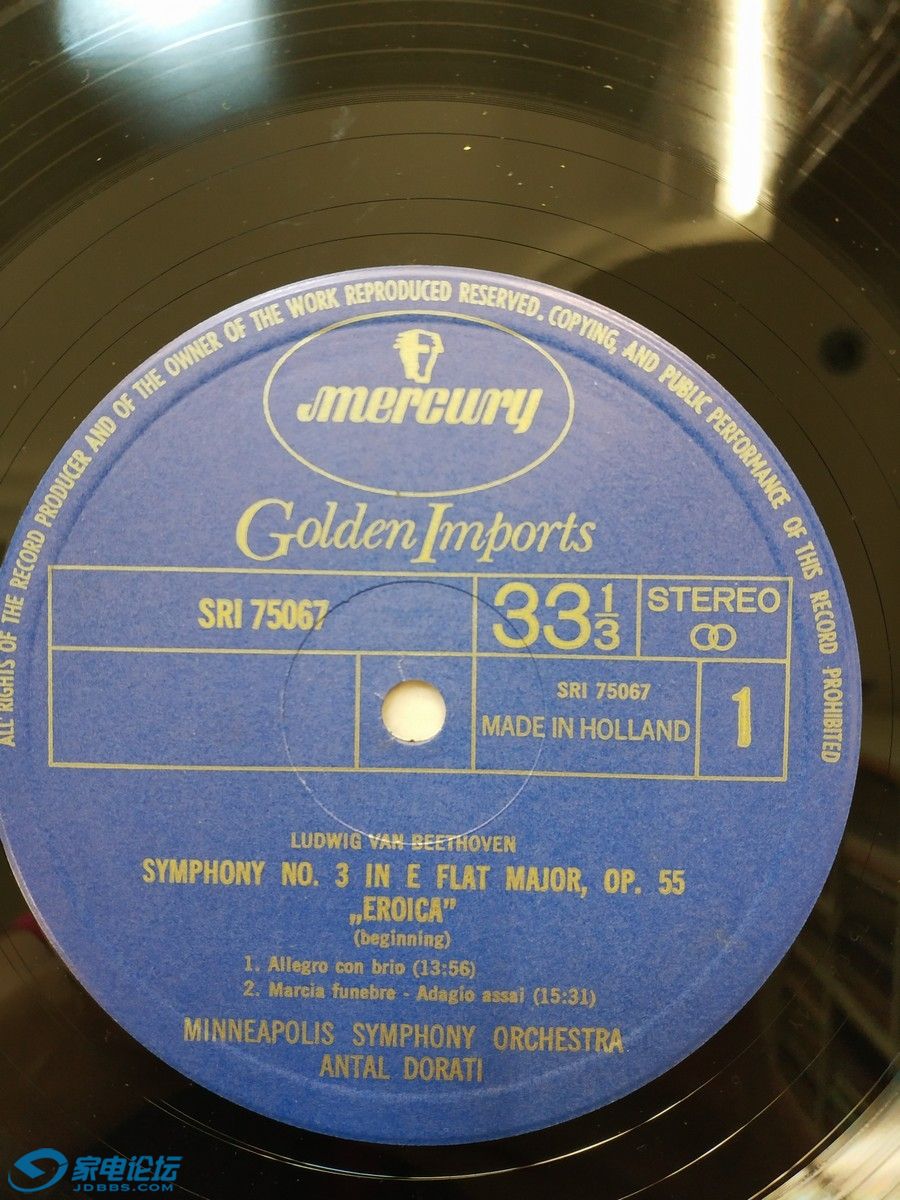 ALL RIGHTS OF THE RECORD PRODUCER AND OF THE OWNER OF THE WORK REPRODUCED RESERVED. COPYING, AND PUBLIC PERFORMANCE OF THIS RECORD PROHIBITED
mercury
Golden Imports
SRI 75067
33 1/3
STEREO
SRI 75067
MADE IN HOLLAND
1
LUDWIG VAN BEETHOVEN
SYMPHONY NO. 3 IN E FLAT MAJOR, OP. 55
„EROICA”
(beginning)
1. Allegro con brio (13:56)
2. Marcia funebre - Adagio assai (15:31)
MINNEAPOLIS SYMPHONY ORCHESTRA
ANTAL DORATI
家电论坛
JDBBS.COM